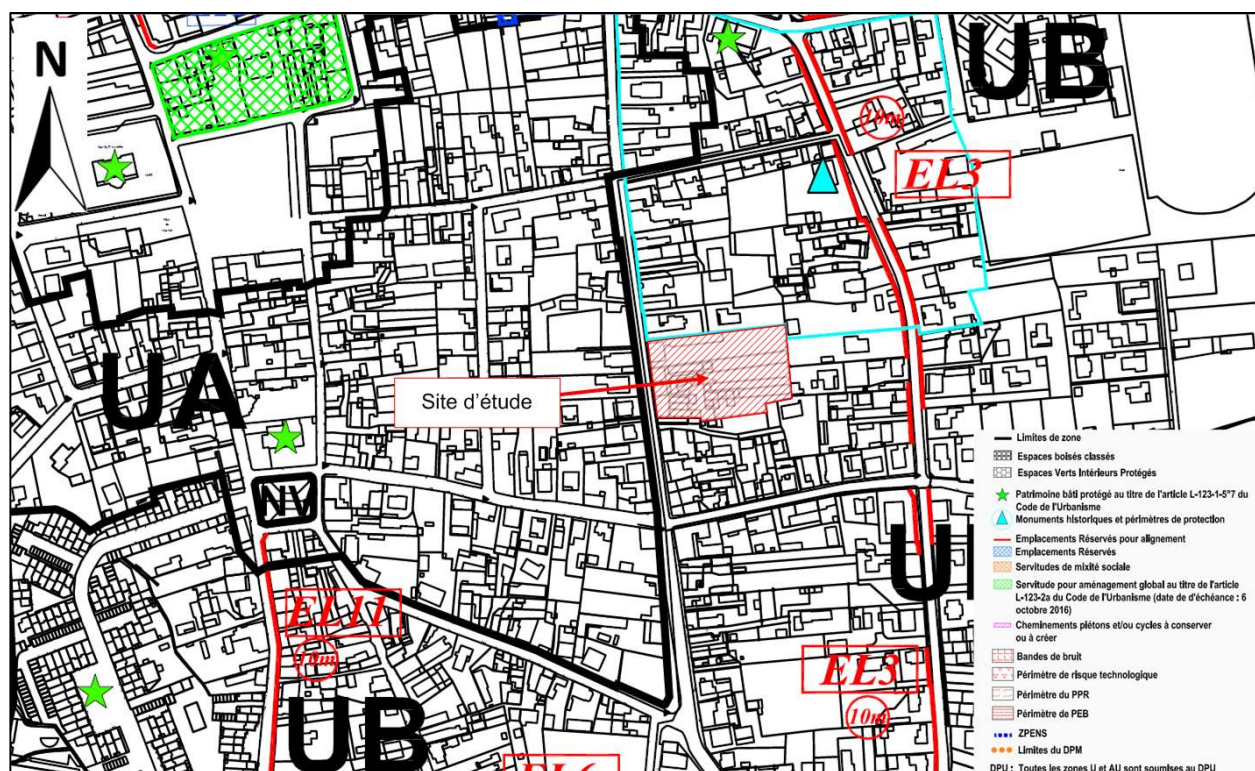 N
UB
10m
EL3
UA
Site d'étude
NV
EL11
10m
UB
EL3
10m
EL6
Limites de zone
Espaces boisés classés
Espaces Verts Intérieurs Protégés
Patrimoine bâti protégé au titre de l'article L-123-1-5°7 du
Code de l'Urbanisme
Monuments historiques et périmètres de protection
Emplacements Réservés pour alignement
Emplacements Réservés
Servitudes de mixité sociale
Servitude pour aménagement global au titre de l'article
L-123-2a du Code de l'Urbanisme (date de d'échéance : 6
octobre 2016)
Cheminements piétons et/ou cycles à conserver
ou à créer
Bandes de bruit
Périmètre de risque technologique
Périmètre du PPR
Périmètre de PEB
ZPENS
Limites du DPM
DPU : Toutes les zones U et AU sont soumises au DPU